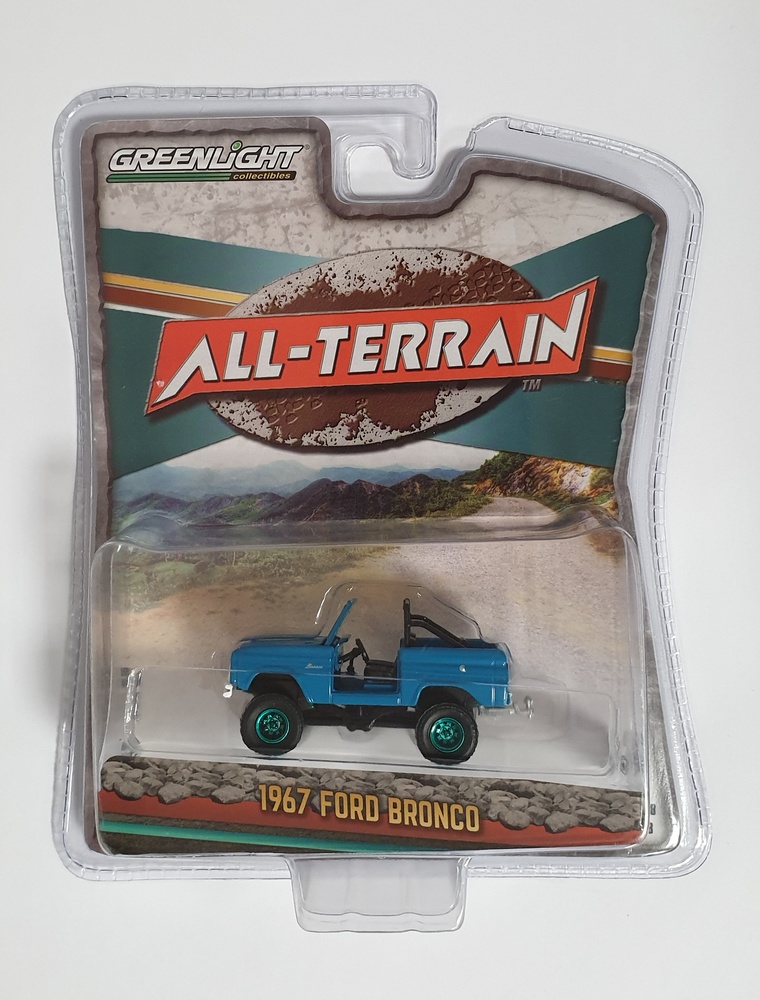 GREENLiGHT®
collectibles
ALL-TERRAIN
TM
1967 FORD BRONCO